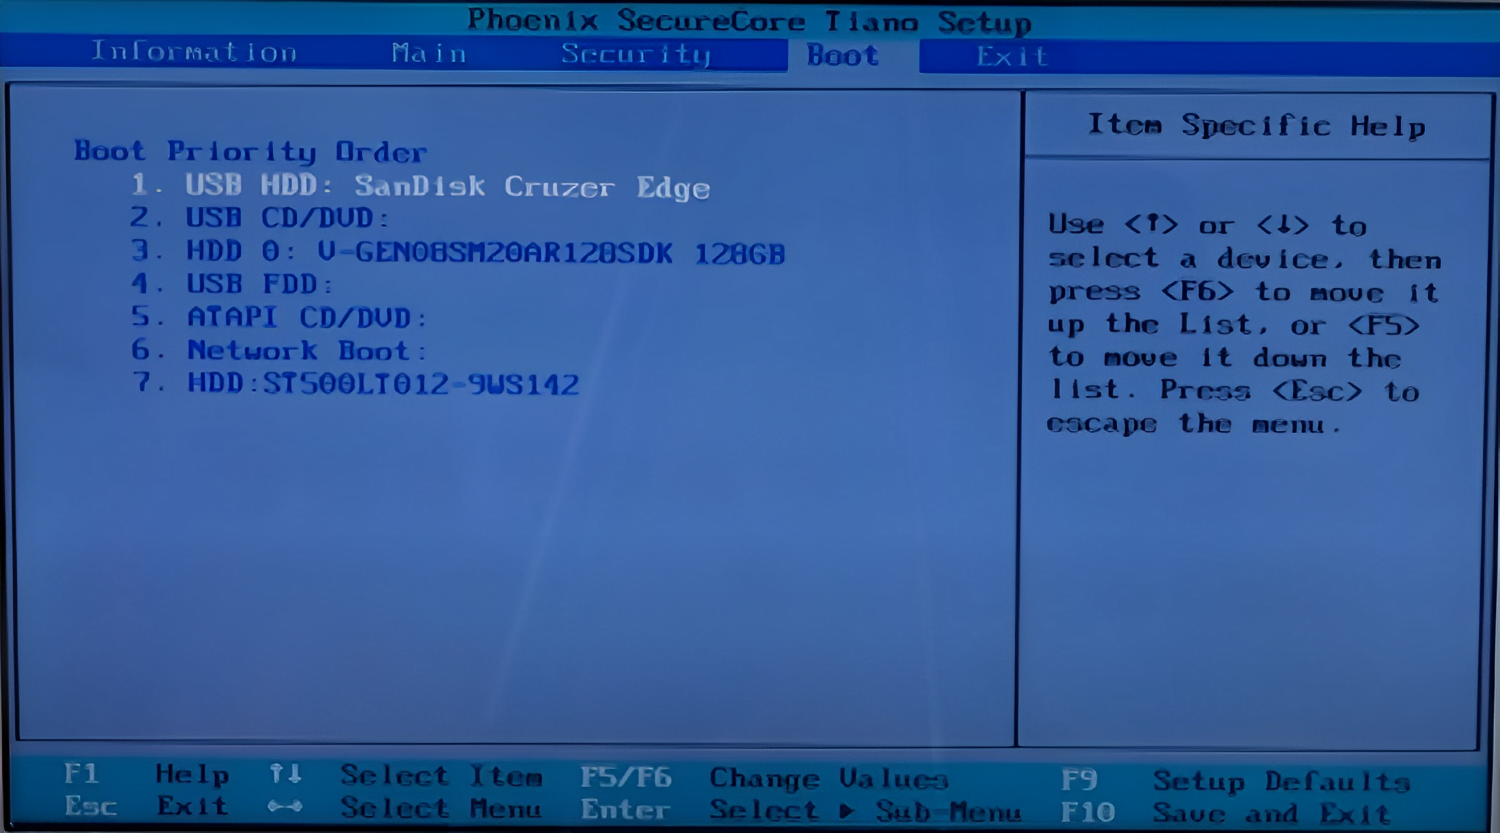 Phoenix SecureCore Tiano Setup
Information Main Security Boot Exit
Boot Priority Order
1. USB HDD: SanDisk Cruzer Edge
2. USB CD/DVD:
3. HDD 0: V-GEN08SM20AR128SDK 128GB
4. USB FDD:
5. ATAPI CD/DVD:
6. Network Boot:
7. HDD:ST500LT012-9WS142
Item Specific Help
Use <↑> or <↓> to
select a device, then
press <F6> to move it
up the List, or <F5>
to move it down the
list. Press <Esc> to
escape the menu.
F1 Help ↑↓ Select Item F5/F6 Change Values F9 Setup Defaults
Esc Exit ↔ Select Menu Enter Select ▶ Sub-Menu F10 Save and Exit